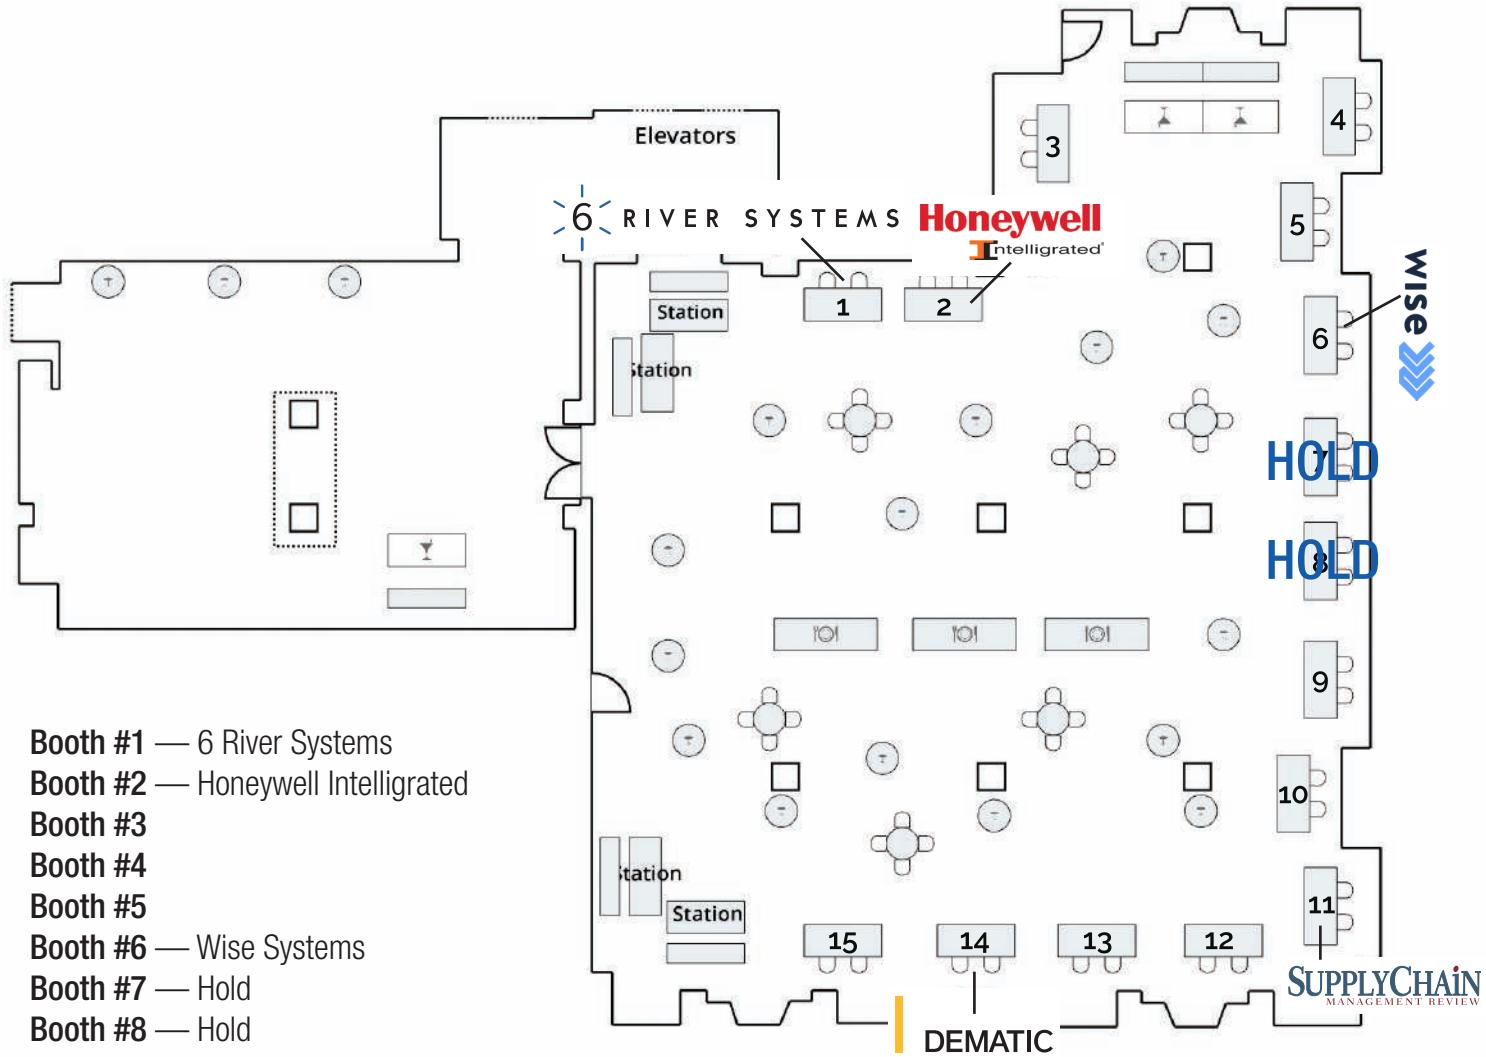 Elevators
3
4
5
6 RIVER SYSTEMS
Honeywell
Intelligrated
wise
1
2
Station
Station
6
HOLD
7
HOLD
8
9
10
11
Station
Station
15
14
13
12
SUPPLYCHAiN
MANAGEMENT REVIEW
DEMATIC
Booth #1 — 6 River Systems
Booth #2 — Honeywell Intelligrated
Booth #3
Booth #4
Booth #5
Booth #6 — Wise Systems
Booth #7 — Hold
Booth #8 — Hold